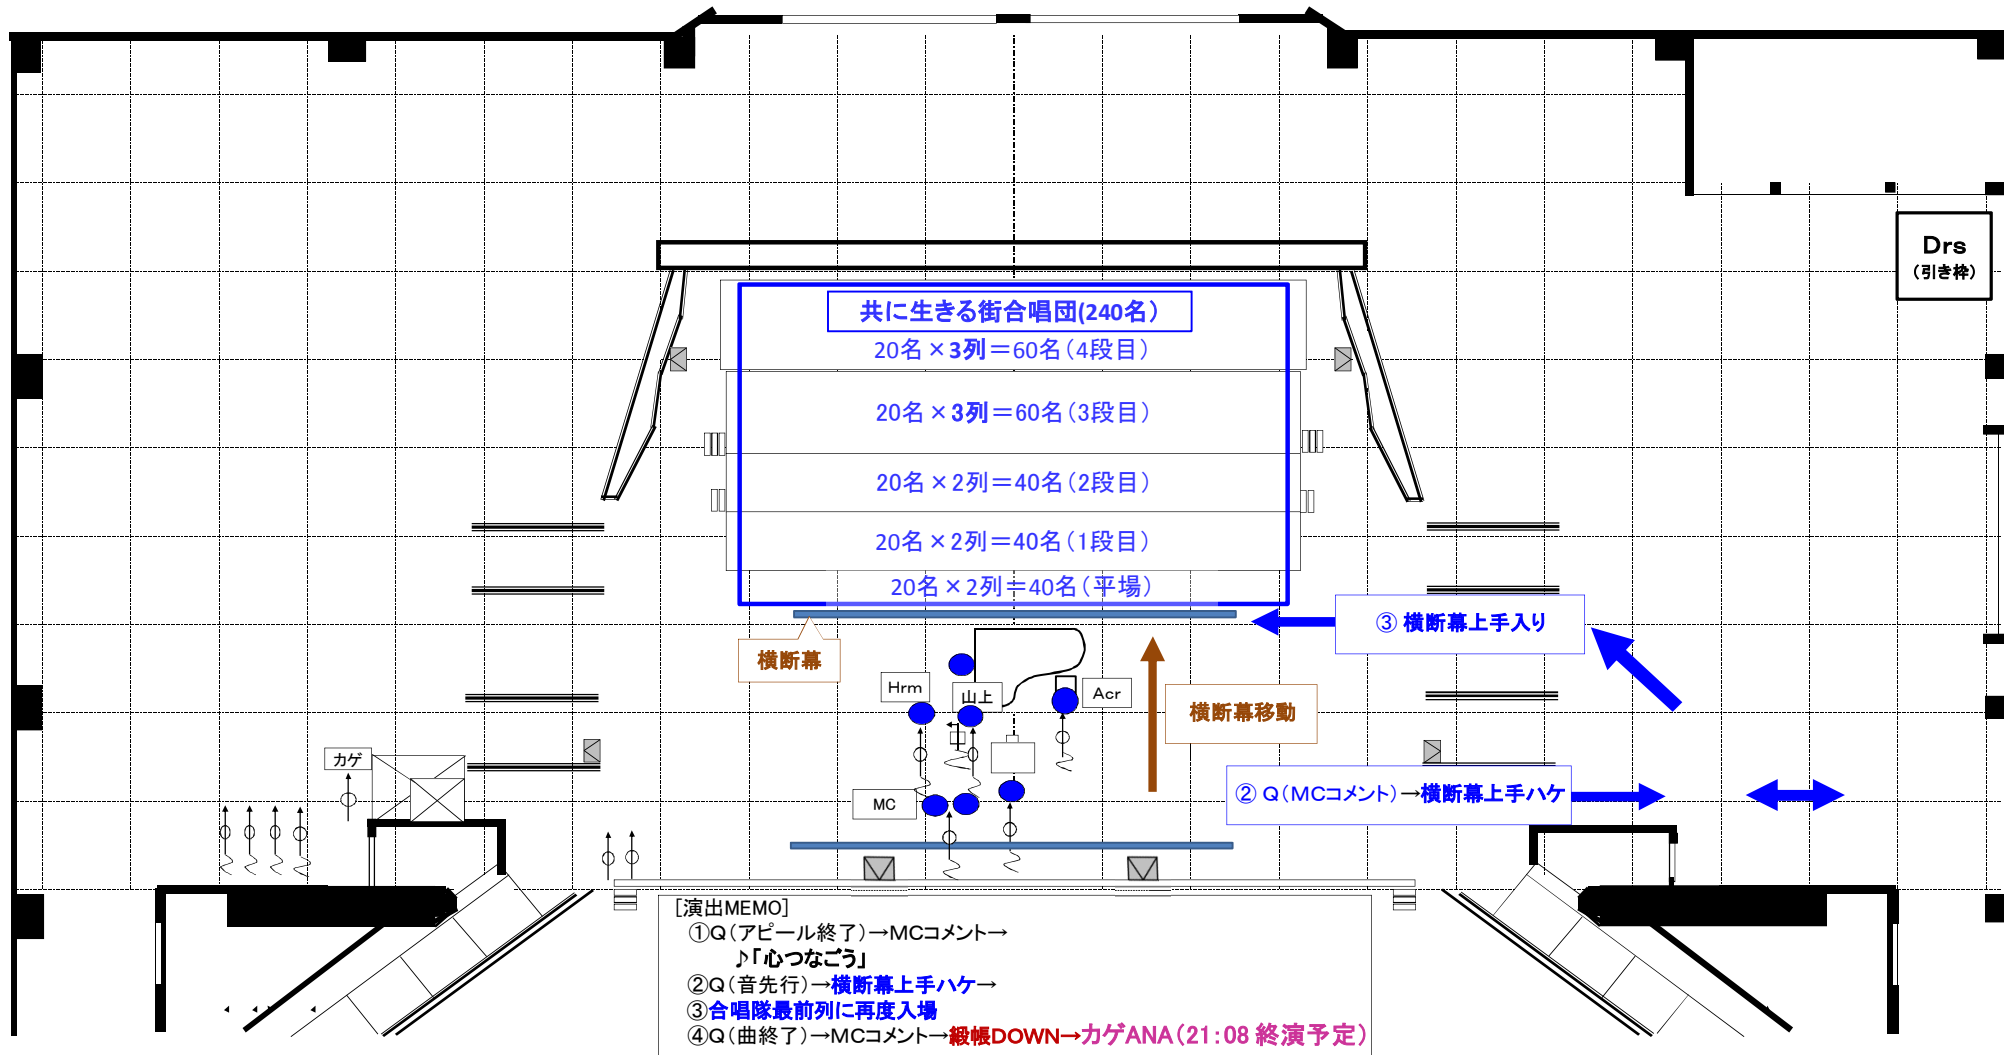 Drs
(引き枠)
共に生きる街合唱団(240名)
20名×3列＝60名(4段目)
20名×3列＝60名(3段目)
20名×2列＝40名(2段目)
20名×2列＝40名(1段目)
20名×2列＝40名(平場)
③ 横断幕上手入り
横断幕
Hrm
山上
Acr
横断幕移動
カゲ
MC
② Q(MCコメント)→横断幕上手ハケ
［演出MEMO］
①Q(アピール終了)→MCコメント→
♪「心つなごう」
②Q(音先行)→横断幕上手ハケ→
③合唱隊最前列に再度入場
④Q(曲終了)→MCコメント→緞帳DOWN→カゲANA(21:08 終演予定)